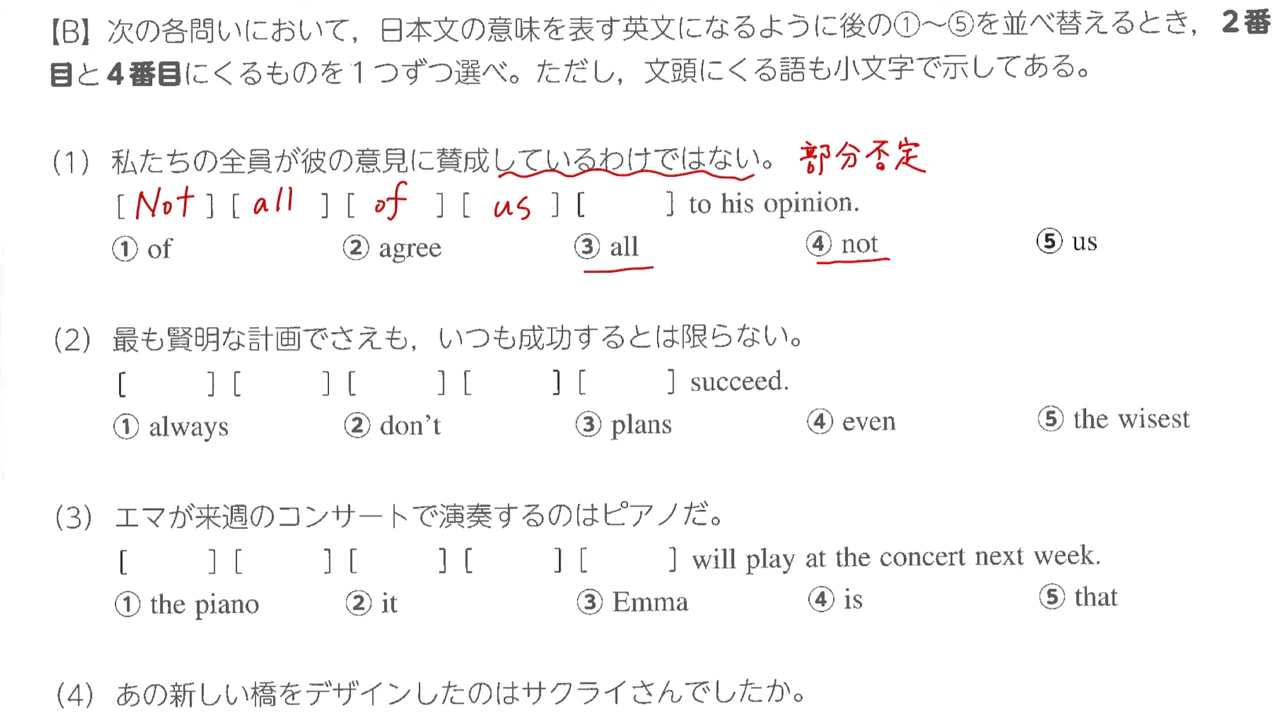 【B】次の各問いにおいて，日本文の意味を表す英文になるように後の①～⑤を並べ替えるとき，２番
目と４番目にくるものを１つずつ選べ。ただし，文頭にくる語も小文字で示してある。
(1) 私たちの全員が彼の意見に賛成しているわけではない。 部分否定
[ Not ] [ all ] [ of ] [ us ] [ ] to his opinion.
① of ② agree ③ all ④ not ⑤ us
(2) 最も賢明な計画でさえも，いつも成功するとは限らない。
[ ] [ ] [ ] [ ] [ ] succeed.
① always ② don't ③ plans ④ even ⑤ the wisest
(3) エマが来週のコンサートで演奏するのはピアノだ。
[ ] [ ] [ ] [ ] [ ] will play at the concert next week.
① the piano ② it ③ Emma ④ is ⑤ that
(4) あの新しい橋をデザインしたのはサクライさんでしたか。